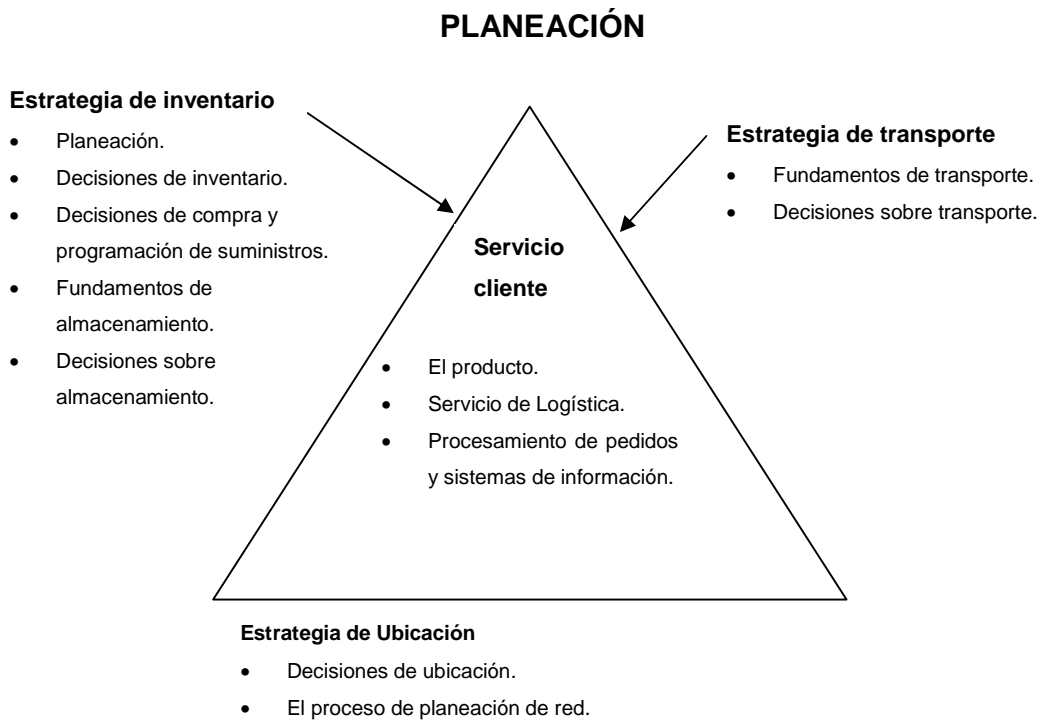 PLANEACIÓN
Estrategia de inventario
• Planeación.
• Decisiones de inventario.
• Decisiones de compra y
programación de suministros.
• Fundamentos de
almacenamiento.
• Decisiones sobre
almacenamiento.
Estrategia de transporte
• Fundamentos de transporte.
• Decisiones sobre transporte.
Servicio
cliente
• El producto.
• Servicio de Logística.
• Procesamiento de pedidos
y sistemas de información.
Estrategia de Ubicación
• Decisiones de ubicación.
• El proceso de planeación de red.